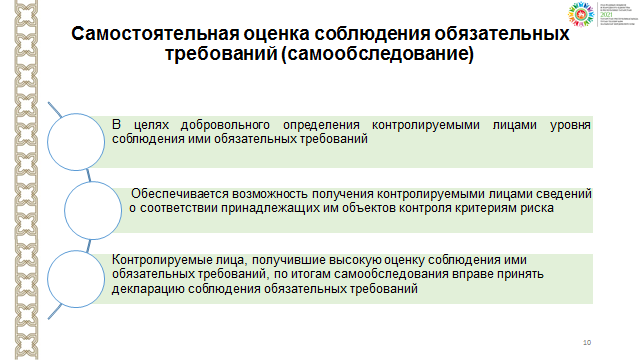 2021
Самостоятельная оценка соблюдения обязательных
требований (самообследование)
В целях добровольного определения контролируемыми лицами уровня
соблюдения ими обязательных требований
Обеспечивается возможность получения контролируемыми лицами сведений
о соответствии принадлежащих им объектов контроля критериям риска
Контролируемые лица, получившие высокую оценку соблюдения ими
обязательных требований, по итогам самообследования вправе принять
декларацию соблюдения обязательных требований
10